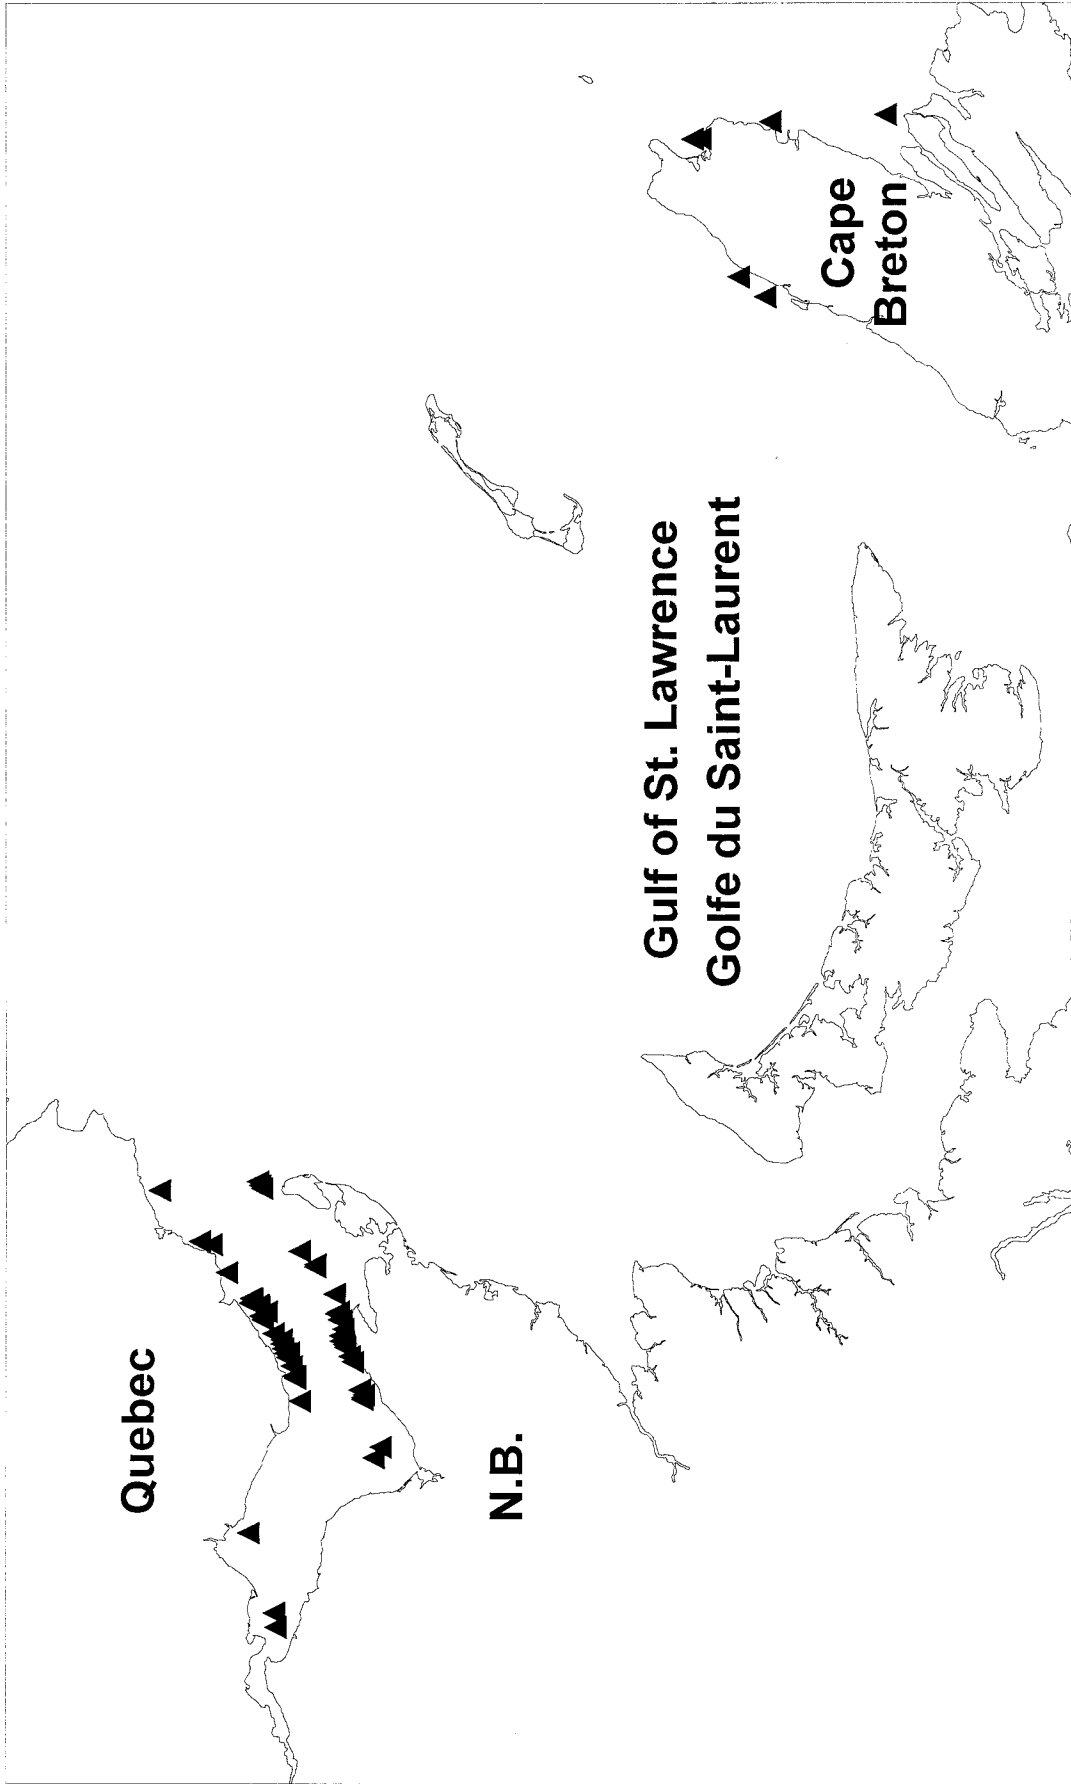 Quebec
N.B.
Gulf of St. Lawrence
Golfe du Saint-Laurent
Cape
Breton